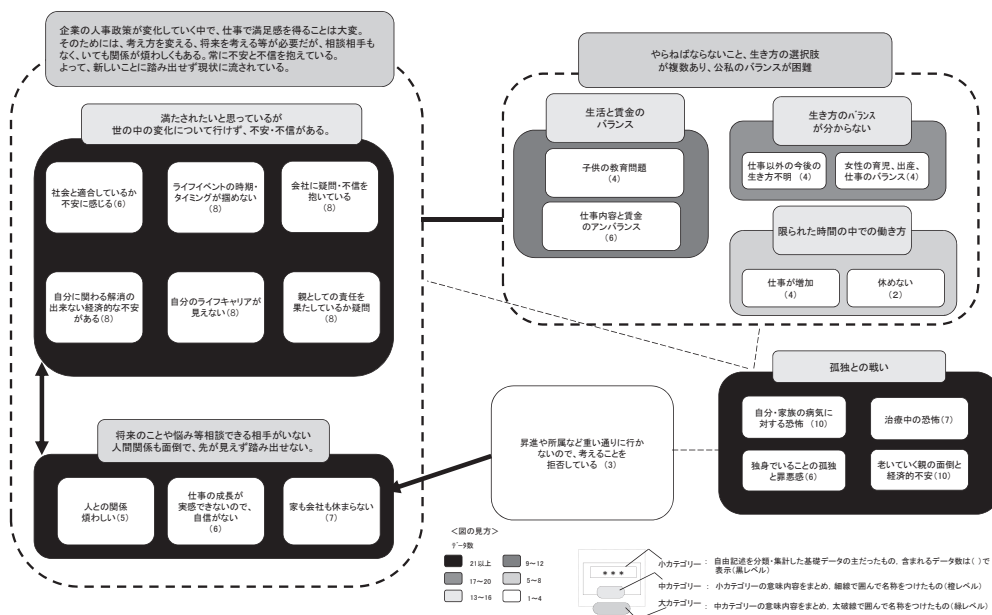 企業の人事政策が変化していく中で、仕事で満足感を得ることは大変。
そのためには、考え方を変える、将来を考える等が必要だが、相談相手も
なく、いても関係が煩わしくもある。常に不安と不信を抱えている。
よって、新しいことに踏み出せず現状に流されている。
満たされたいと思っているが
世の中の変化について行けず、不安・不信がある。
社会と適合しているか
不安に感じる(6)
ライフイベントの時期・
タイミングが掴めない
(8)
会社に疑問・不信を
抱いている
(8)
自分に関わる解消の
出来ない経済的な不安
がある(8)
自分のライフキャリアが
見えない(8)
親としての責任を
果たしているか疑問
(8)
将来のことや悩み等相談できる相手がいない
人間関係も面倒で、先が見えず踏み出せない。
人との関係
煩わしい(5)
仕事の成長が
実感できないので、
自信がない
(6)
家も会社も休まらない
(7)
やらねばならないこと、生き方の選択肢
が複数あり、公私のバランスが困難
生活と賃金の
バランス
子供の教育問題
(4)
仕事内容と賃金
のアンバランス
(6)
生き方のバランス
が分からない
仕事以外の今後の
生き方不明 (4)
女性の育児、出産、
仕事のバランス(4)
限られた時間の中での働き方
仕事が増加
(4)
休めない
(2)
孤独との戦い
自分・家族の病気に
対する恐怖 (10)
治療中の恐怖(7)
独身でいることの孤独
と罪悪感(6)
老いていく親の面倒と
経済的不安(10)
昇進や所属など重い通りに行か
ないので、考えることを
拒否している (3)
<図の見方>
データ数
21以上
9~12
17~20
5~8
13~16
1~4
***
小カテゴリー : 自由記述を分類・集計した基礎データの主だったもの, 含まれるデータ数は( )で
表示(黒レベル)
中カテゴリー : 小カテゴリーの意味内容をまとめ, 細線で囲んで名称をつけたもの(橙レベル)
大カテゴリー : 中カテゴリーの意味内容をまとめ, 太破線で囲んで名称をつけたもの(緑レベル)